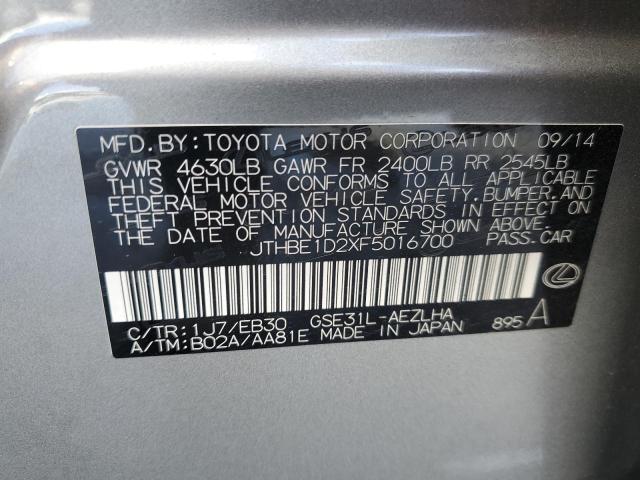 MFD.BY:TOYOTA MOTOR CORPORATION 09/14
GVWR 4630LB GAWR FR 2400LB RR 2545LB
THIS VEHICLE CONFORMS TO ALL APPLICABLE
FEDERAL MOTOR VEHICLE SAFETY.BUMPER.AND
THEFT PREVENTION STANDARDS IN EFFECT ON
THE DATE OF MANUFACTURE SHOWN ABOVE.
JTHBE1D2XF5016700 PASS.CAR
C/TR:1J7/EB30 GSE31L-AEZLHA
A/TM:B02A/AA81E MADE IN JAPAN 895 A